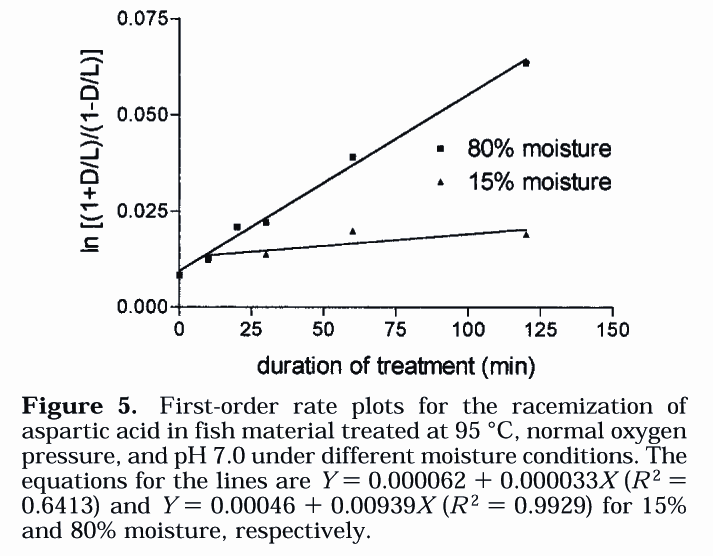 0.075
0.050
0.025
0.000
ln [(1+D/L)/(1-D/L)]
80% moisture
15% moisture
0 25 50 75 100 125 150
duration of treatment (min)
Figure 5. First-order rate plots for the racemization of
aspartic acid in fish material treated at 95 °C, normal oxygen
pressure, and pH 7.0 under different moisture conditions. The
equations for the lines are Y = 0.000062 + 0.000033X (R² =
0.6413) and Y = 0.00046 + 0.00939X (R² = 0.9929) for 15%
and 80% moisture, respectively.